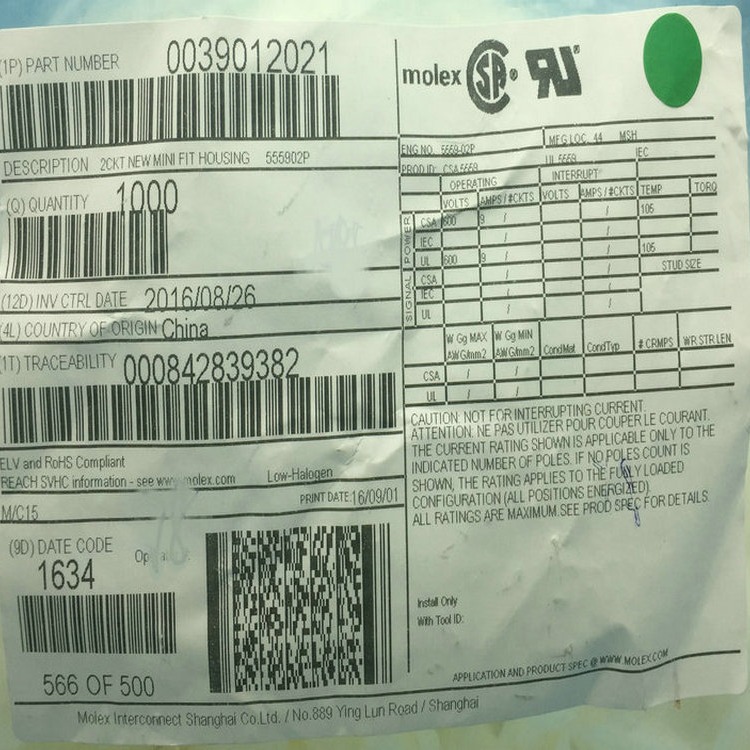 (1P) PART NUMBER 0039012021
DESCRIPTION 2CKT NEW MINI FIT HOUSING 555902P
(Q) QUANTITY 1000
(12D) INV CTRL DATE 2016/08/26
(4L) COUNTRY OF ORIGIN China
(1T) TRACEABILITY 000842839382
ELV and RoHS Compliant
REACH SVHC information - see www.molex.com Low-Halogen
PRINT DATE:16/09/01
M/C15
(9D) DATE CODE
1634
566 OF 500
molex
ENG NO. 5559-02P MFG LOC. 44 MSH
PROD ID: CSA 5559 UL 5559 IEC
OPERATING INTERRUPT
VOLTS AMPS / #CKTS VOLTS AMPS / #CKTS TEMP TORQ
POWER
CSA 600 9 / / 105
IEC / /
UL 600 9 / / 105
STUD SIZE
SIGNAL
CSA / /
IEC / /
UL / /
W Gg MAX W Gg MIN
AWG/mm2 AWG/mm2 CondMat CondTyp # CRMPS WR STR LEN
CSA / /
UL / /
CAUTION: NOT FOR INTERRUPTING CURRENT.
ATTENTION: NE PAS UTILIZER POUR COUPER LE COURANT.
THE CURRENT RATING SHOWN IS APPLICABLE ONLY TO THE
INDICATED NUMBER OF POLES. IF NO POLES COUNT IS
SHOWN, THE RATING APPLIES TO THE FULLY LOADED
CONFIGURATION (ALL POSITIONS ENERGIZED).
ALL RATINGS ARE MAXIMUM.SEE PROD SPEC FOR DETAILS.
Install Only
With Tool ID:
APPLICATION AND PRODUCT SPEC @ WWW.MOLEX.COM
Molex Interconnect Shanghai Co.Ltd. / No.889 Ying Lun Road / Shanghai